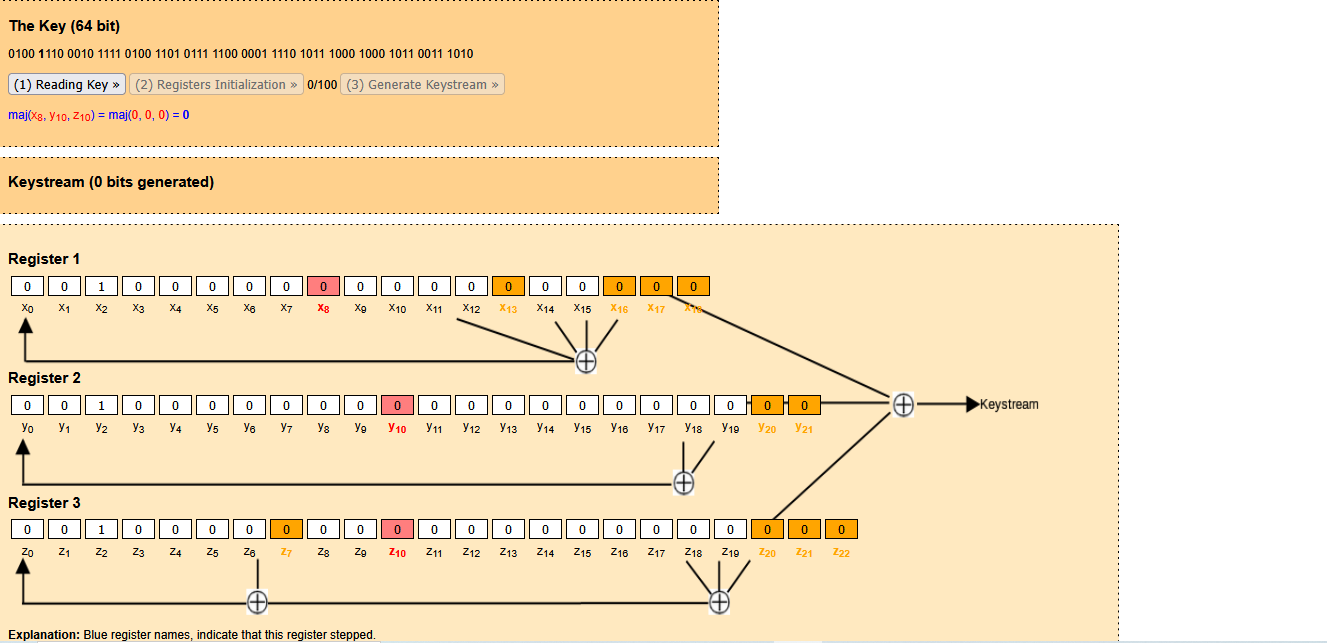 The Key (64 bit)
0100 1110 0010 1111 0100 1101 0111 1100 0001 1110 1011 1000 1000 1011 0011 1010
(1) Reading Key » (2) Registers Initialization » 0/100 (3) Generate Keystream »
maj(x8, y10, z10) = maj(0, 0, 0) = 0
Keystream (0 bits generated)
Register 1
0 0 1 0 0 0 0 0 0 0 0 0 0 0 0 0 0 0 0
x0 x1 x2 x3 x4 x5 x6 x7 x8 x9 x10 x11 x12 x13 x14 x15 x16 x17 x18
Register 2
0 0 1 0 0 0 0 0 0 0 0 0 0 0 0 0 0 0 0 0 0 0
Keystream
y0 y1 y2 y3 y4 y5 y6 y7 y8 y9 y10 y11 y12 y13 y14 y15 y16 y17 y18 y19 y20 y21
Register 3
0 0 1 0 0 0 0 0 0 0 0 0 0 0 0 0 0 0 0 0 0 0 0
z0 z1 z2 z3 z4 z5 z6 z7 z8 z9 z10 z11 z12 z13 z14 z15 z16 z17 z18 z19 z20 z21 z22
Explanation: Blue register names, indicate that this register stepped.